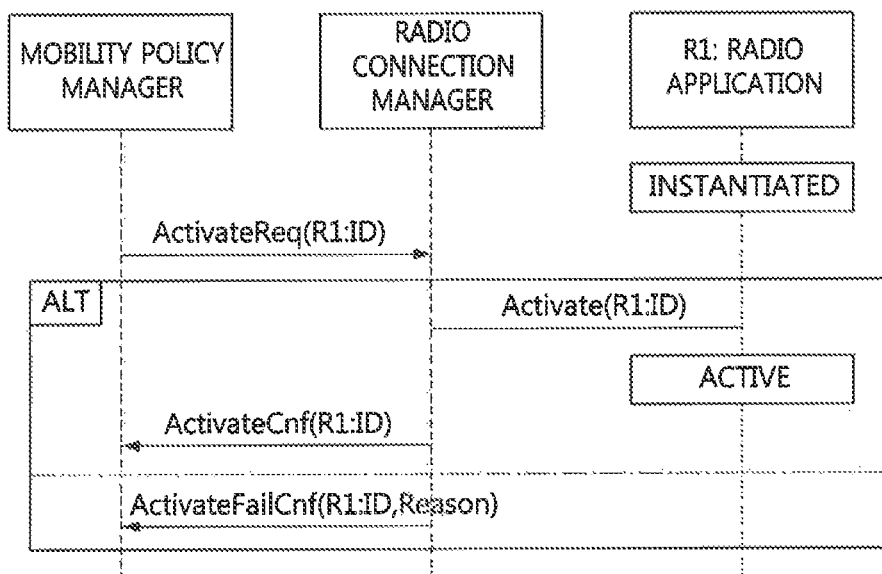 MOBILITY POLICY
MANAGER
RADIO
CONNECTION
MANAGER
R1: RADIO
APPLICATION
INSTANTIATED
ActivateReq(R1:ID)
ALT
Activate(R1:ID)
ACTIVE
ActivateCnf(R1:ID)
ActivateFailCnf(R1:ID,Reason)